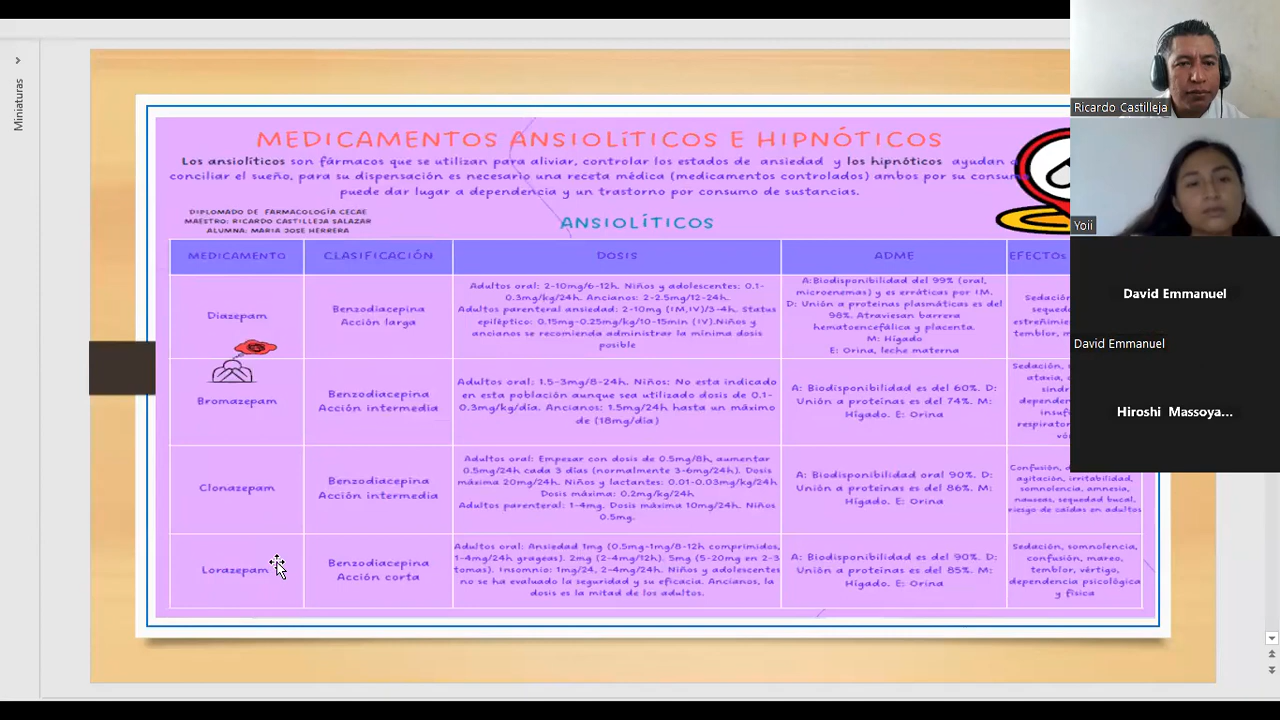 Miniaturas
MEDICAMENTOS ANSIOLÍTICOS E HIPNÓTICOS
Los ansiolíticos son fármacos que se utilizan para aliviar, controlar los estados de ansiedad y los hipnóticos ayudan a
conciliar el sueño, para su dispensación es necesario una receta médica (medicamentos controlados) ambos por su consumo
puede dar lugar a dependencia y un trastorno por consumo de sustancias.
DIPLOMADO DE FARMACOLOGÍA CECAE
MAESTRO: RICARDO CASTILLEJA SALAZAR
ALUMNA: MARIA JOSE HERRERA
ANSIOLÍTICOS
MEDICAMENTO
CLASIFICACIÓN
DOSIS
ADME
EFECTOS
Diazepam
Benzodiacepina
Acción larga
Adultos oral: 2-10mg/6-12h. Niños y adolescentes: 0.1-
0.3mg/kg/24h. Ancianos: 2-2.5mg/12-24h.
Adultos parenteral ansiedad: 2-10mg (IM,IV)/3-4h. Status
epiléptico: 0.15mg-0.25mg/kg/10-15min (IV).Niños y
ancianos se recomienda administrar la mínima dosis
posible
A:Biodisponibilidad del 99% (oral,
microenemas) y es erráticas por I.M.
D: Unión a proteínas plasmáticas es del
98%. Atraviesan barrera
hematoencefálica y placenta.
M: Hígado
E: Orina, leche materna
Sedación,
sequeda
estreñimien
temblor, m
Bromazepam
Benzodiacepina
Acción intermedia
Adultos oral: 1.5-3mg/8-24h. Niños: No esta indicado
en esta población aunque sea utilizado dosis de 0.1-
0.3mg/kg/día. Ancianos: 1.5mg/24h hasta un máximo
de (18mg/día)
A: Biodisponibilidad es del 60%. D:
Unión a proteínas es del 74%. M:
Hígado. E: Orina
Sedación,
ataxia,
sindr
dependen
insuf
respirator
vó
Clonazepam
Benzodiacepina
Acción intermedia
Adultos oral: Empezar con dosis de 0.5mg/8h, aumentar
0.5mg/24h cada 3 días (normalmente 3-6mg/24h). Dosis
máxima 20mg/24h. Niños y lactantes: 0.01-0.03mg/kg/24h
Dosis máxima: 0.2mg/kg/24h
Adultos parenteral: 1-4mg. Dosis máxima 10mg/24h. Niños
0.5mg.
A: Biodisponibilidad oral 90%. D:
Unión a proteínas es del 86%. M:
Hígado. E: Orina
Confusión,
agitación, irritabilidad,
somnolencia, amnesia,
nauseas, sequedad bucal,
riesgo de caídas en adultos
Lorazepam
Benzodiacepina
Acción corta
Adultos oral: Ansiedad 1mg (0.5mg-1mg/8-12h comprimidos,
1-4mg/24h grageas). 2mg (2-4mg/12h). 5mg (5-20mg en 2-3
tomas). Insomnio: 1mg/24, 2-4mg/24h. Niños y adolescentes
no se ha evaluado la seguridad y su eficacia. Ancianos, la
dosis es la mitad de los adultos.
A: Biodisponibilidad es del 90%. D:
Unión a proteínas es del 85%. M:
Hígado. E: Orina
Sedación, somnolencia,
confusión, mareo,
temblor, vértigo,
dependencia psicológica
y física
Ricardo Castilleja
Yoii
David Emmanuel
David Emmanuel
Hiroshi Massoya...